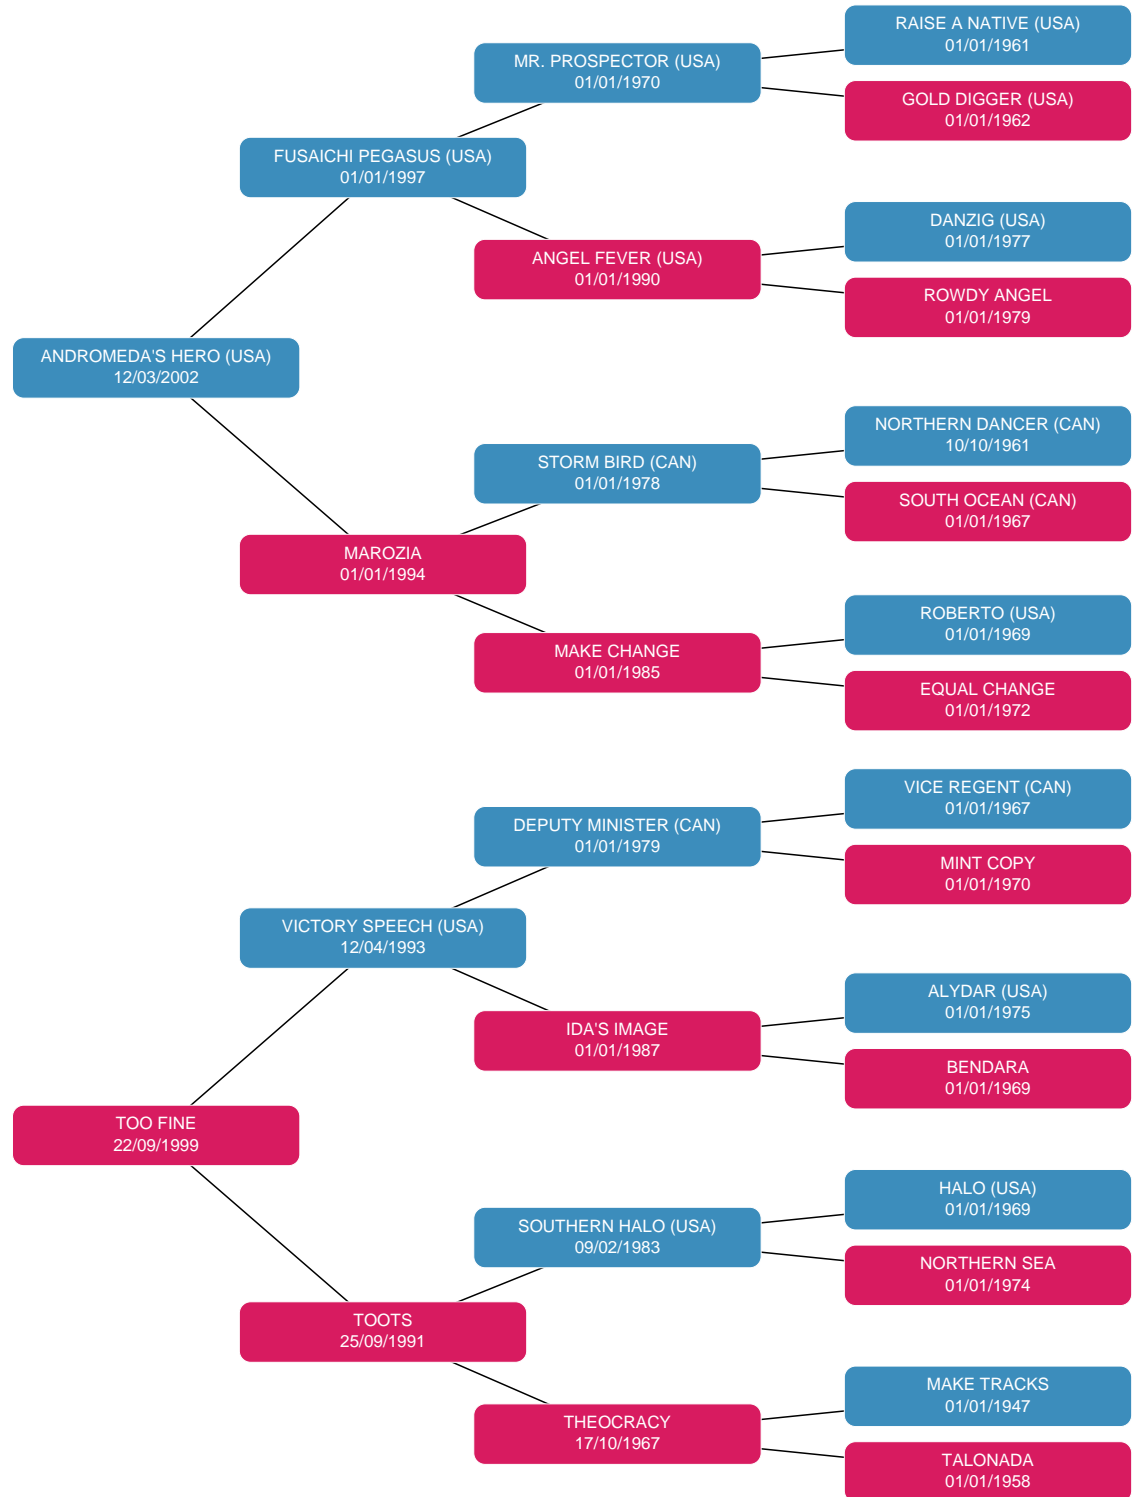 RAISE A NATIVE (USA)
01/01/1961
MR. PROSPECTOR (USA)
01/01/1970
GOLD DIGGER (USA)
01/01/1962
FUSAICHI PEGASUS (USA)
01/01/1997
DANZIG (USA)
01/01/1977
ANGEL FEVER (USA)
01/01/1990
ROWDY ANGEL
01/01/1979
ANDROMEDA'S HERO (USA)
12/03/2002
NORTHERN DANCER (CAN)
10/10/1961
STORM BIRD (CAN)
01/01/1978
SOUTH OCEAN (CAN)
01/01/1967
MAROZIA
01/01/1994
ROBERTO (USA)
01/01/1969
MAKE CHANGE
01/01/1985
EQUAL CHANGE
01/01/1972
VICE REGENT (CAN)
01/01/1967
DEPUTY MINISTER (CAN)
01/01/1979
MINT COPY
01/01/1970
VICTORY SPEECH (USA)
12/04/1993
ALYDAR (USA)
01/01/1975
IDA'S IMAGE
01/01/1987
BENDARA
01/01/1969
TOO FINE
22/09/1999
HALO (USA)
01/01/1969
SOUTHERN HALO (USA)
09/02/1983
NORTHERN SEA
01/01/1974
TOOTS
25/09/1991
MAKE TRACKS
01/01/1947
THEOCRACY
17/10/1967
TALONADA
01/01/1958